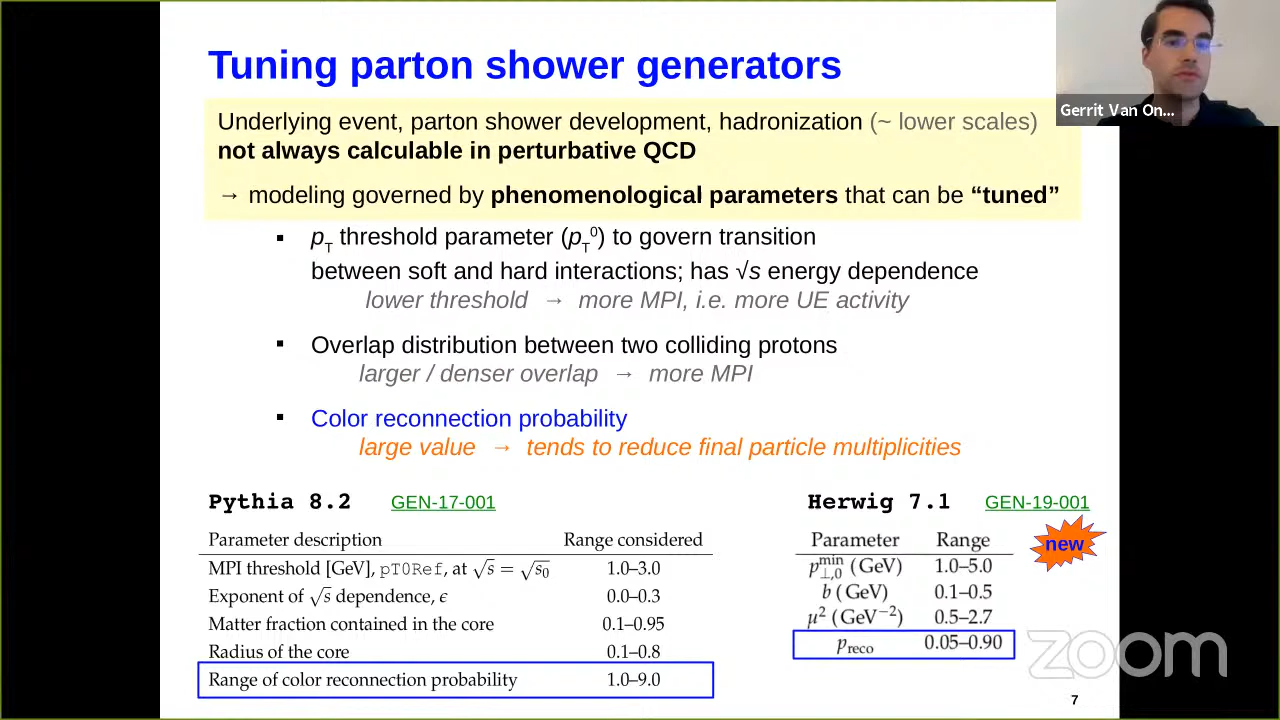 Tuning parton shower generators
Gerrit Van On...
Underlying event, parton shower development, hadronization (~ lower scales)
not always calculable in perturbative QCD
→ modeling governed by phenomenological parameters that can be “tuned”
▪ pT threshold parameter (pT⁰) to govern transition
between soft and hard interactions; has √s energy dependence
lower threshold → more MPI, i.e. more UE activity
▪ Overlap distribution between two colliding protons
larger / denser overlap → more MPI
▪ Color reconnection probability
large value → tends to reduce final particle multiplicities
Pythia 8.2 GEN-17-001
Parameter description Range considered
MPI threshold [GeV], pT0Ref, at √s = √s₀ 1.0–3.0
Exponent of √s dependence, ϵ 0.0–0.3
Matter fraction contained in the core 0.1–0.95
Radius of the core 0.1–0.8
Range of color reconnection probability 1.0–9.0
Herwig 7.1 GEN-19-001
new
Parameter Range
p⊥,0^min (GeV) 1.0–5.0
b (GeV) 0.1–0.5
μ² (GeV⁻²) 0.5–2.7
preco 0.05–0.90
zoom
7